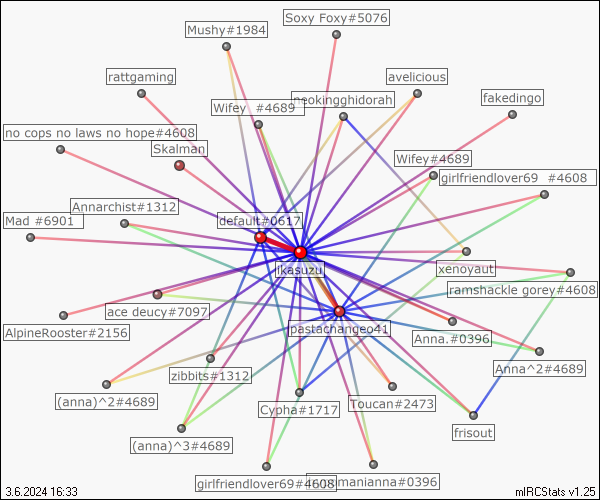 Soxy Foxy#5076
Mushy#1984
rattgaming
avelicious
neokingghidorah
Wifey #4689
fakedingo
no cops no laws no hope#4608
Skalman
Wifey#4689
girlfriendlover69 #4608
Annarchist#1312
Mad #6901
default#0617
jikasuzu
xenoyaut
ramshackle gorey#4608
ace deucy#7097
AlpineRooster#2156
pastachangeo41
Anna.#0396
Anna^2#4689
zibbits#1312
(anna)^2#4689
Cypha#1717
Toucan#2473
frisout
(anna)^3#4689
girlfriendlover69#4608
#0396
3.6.2024 16:33
mIRCStats v1.25